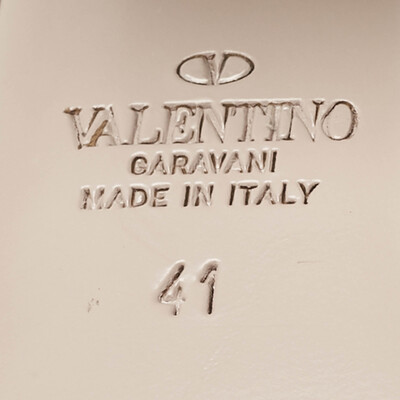 VALENTINO
GARAVANI
MADE IN ITALY
41